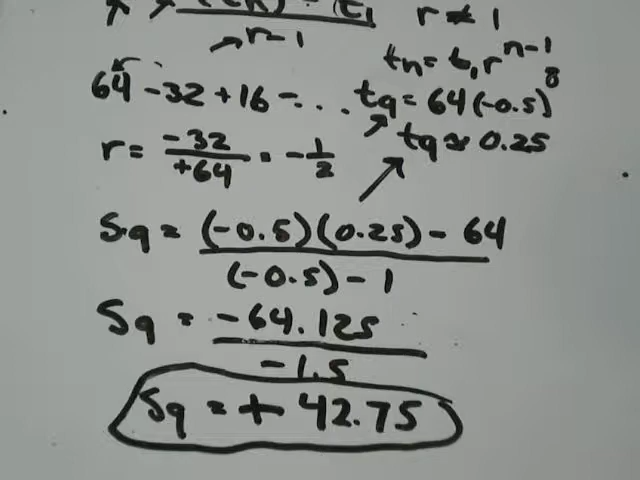 r ≠ 1
r-1
tn = t₁ r^n-1
64 - 32 + 16 - . . . t9 = 64(-0.5)^8
r = -32/+64 = -1/2 t9 = 0.25
S9 = (-0.5)(0.25) - 64
(-0.5) - 1
S9 = -64.125
-1.5
S9 = + 42.75